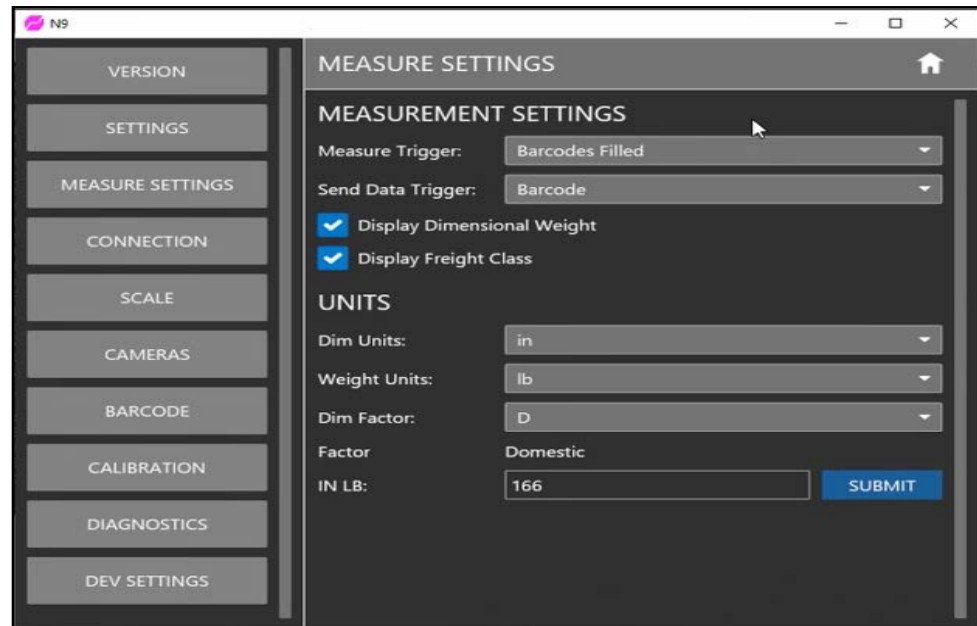 N9
VERSION
SETTINGS
MEASURE SETTINGS
CONNECTION
SCALE
CAMERAS
BARCODE
CALIBRATION
DIAGNOSTICS
DEV SETTINGS
MEASURE SETTINGS
MEASUREMENT SETTINGS
Measure Trigger: Barcodes Filled
Send Data Trigger: Barcode
Display Dimensional Weight
Display Freight Class
UNITS
Dim Units: in
Weight Units: lb
Dim Factor: D
Factor Domestic
IN LB: 166 SUBMIT